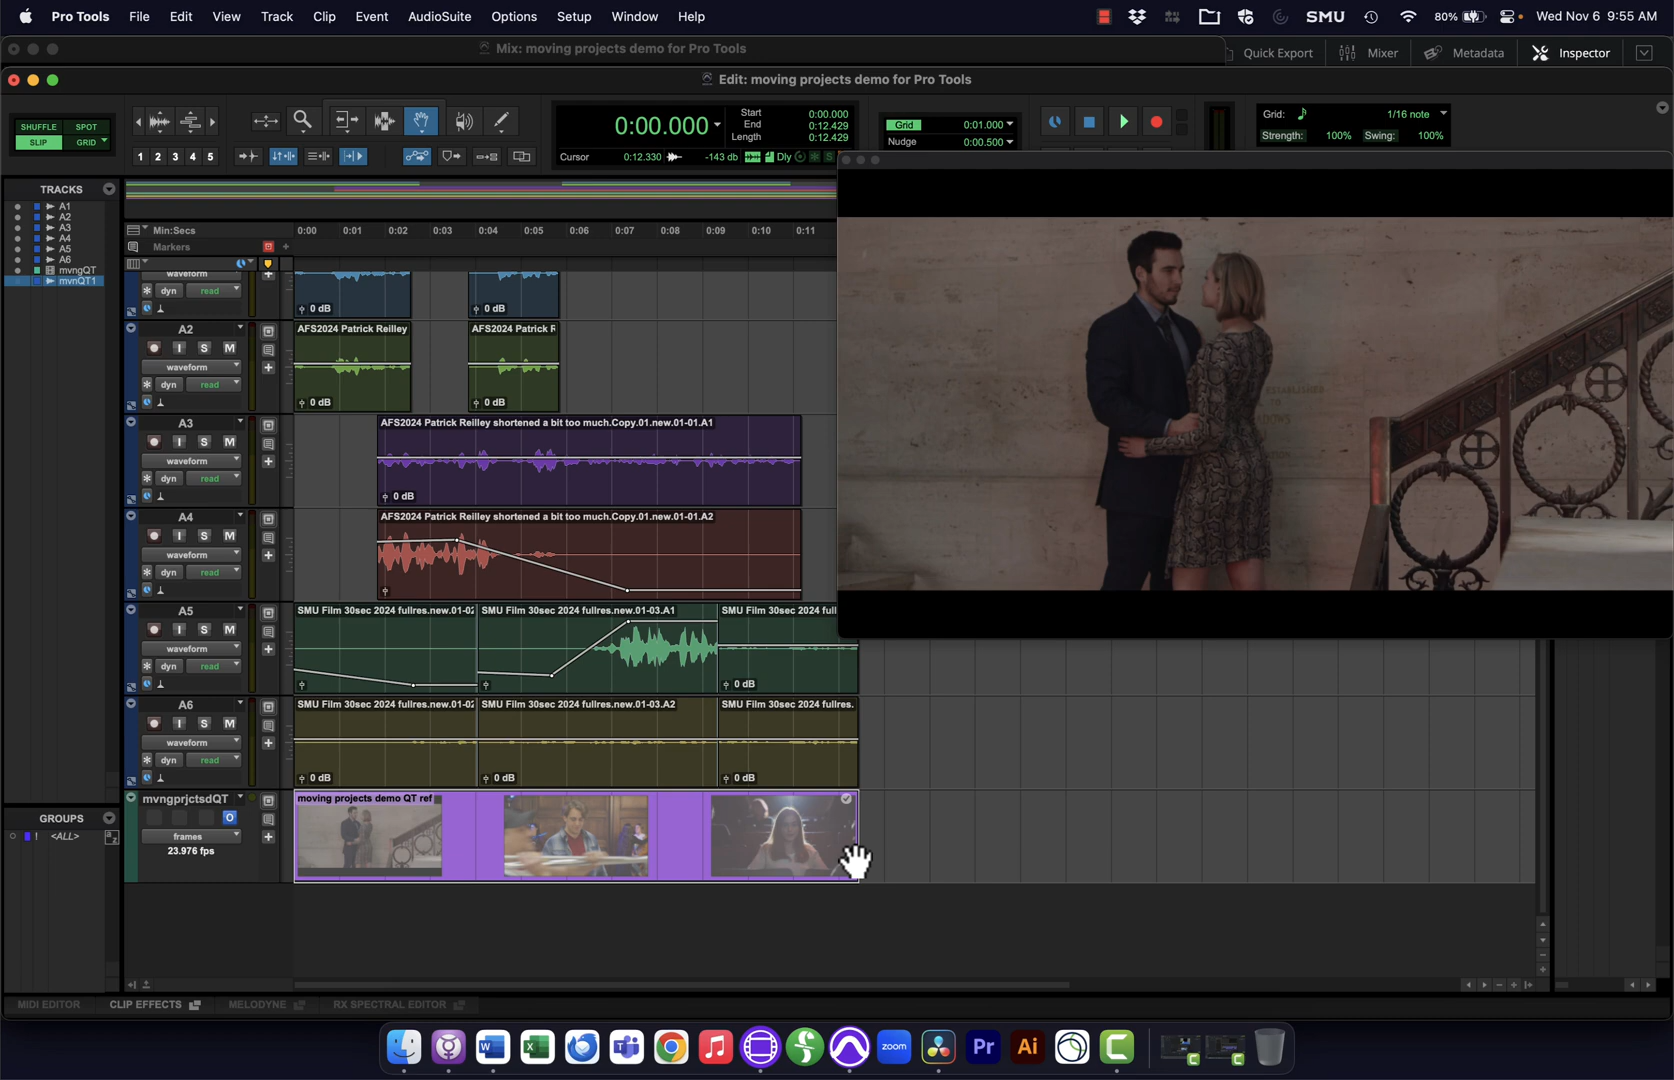 Pro Tools File Edit View Track Clip Event AudioSuite Options Setup Window Help SMU 80% Wed Nov 6 9:55 AM
Mix: moving projects demo for Pro Tools
Quick Export Mixer Metadata Inspector
Edit: moving projects demo for Pro Tools
SHUFFLE SPOT
SLIP GRID
1 2 3 4 5
0:00.000
Start 0:00.000
End 0:12.429
Length 0:12.429
Cursor 0:12.330 -143 db Dly
Grid 0:01.000
Nudge 0:00.500
Grid: 1/16 note
Strength: 100% Swing: 100%
TRACKS
A1
A2
A3
A4
A5
A6
mvngQT
mvnQT1
Min:Secs 0:00 0:01 0:02 0:03 0:04 0:05 0:06 0:07 0:08 0:09 0:10 0:11
Markers
waveform
dyn read
0 dB 0 dB
A2 AFS2024 Patrick Reilley AFS2024 Patrick R
I S M
waveform
dyn read
0 dB 0 dB
A3 AFS2024 Patrick Reilley shortened a bit too much.Copy.01.new.01-01.A1
I S M
waveform
dyn read
0 dB
A4 AFS2024 Patrick Reilley shortened a bit too much.Copy.01.new.01-01.A2
I S M
waveform
dyn read
A5 SMU Film 30sec 2024 fullres.new.01-02 SMU Film 30sec 2024 fullres.new.01-03.A1 SMU Film 30sec 2024 full
I S M
waveform
dyn read
0 dB
A6 SMU Film 30sec 2024 fullres.new.01-02 SMU Film 30sec 2024 fullres.new.01-03.A2 SMU Film 30sec 2024 fullres.
I S M
waveform
dyn read
0 dB 0 dB 0 dB
mvngprjctsdQT moving projects demo QT ref
O
frames
23.976 fps
GROUPS
! <ALL>
MIDI EDITOR CLIP EFFECTS MELODYNE RX SPECTRAL EDITOR
zoom Pr Ai